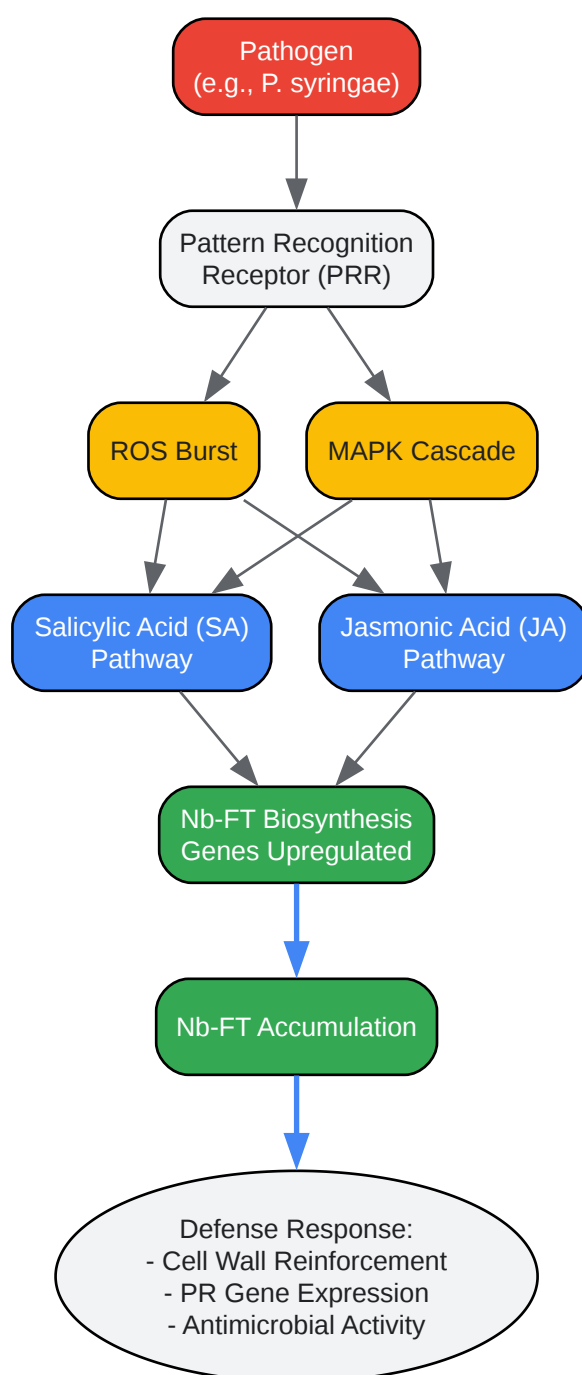 Pathogen
(e.g., P. syringae)
Pattern Recognition
Receptor (PRR)
ROS Burst
MAPK Cascade
Salicylic Acid (SA)
Pathway
Jasmonic Acid (JA)
Pathway
Nb-FT Biosynthesis
Genes Upregulated
Nb-FT Accumulation
Defense Response:
- Cell Wall Reinforcement
- PR Gene Expression
- Antimicrobial Activity